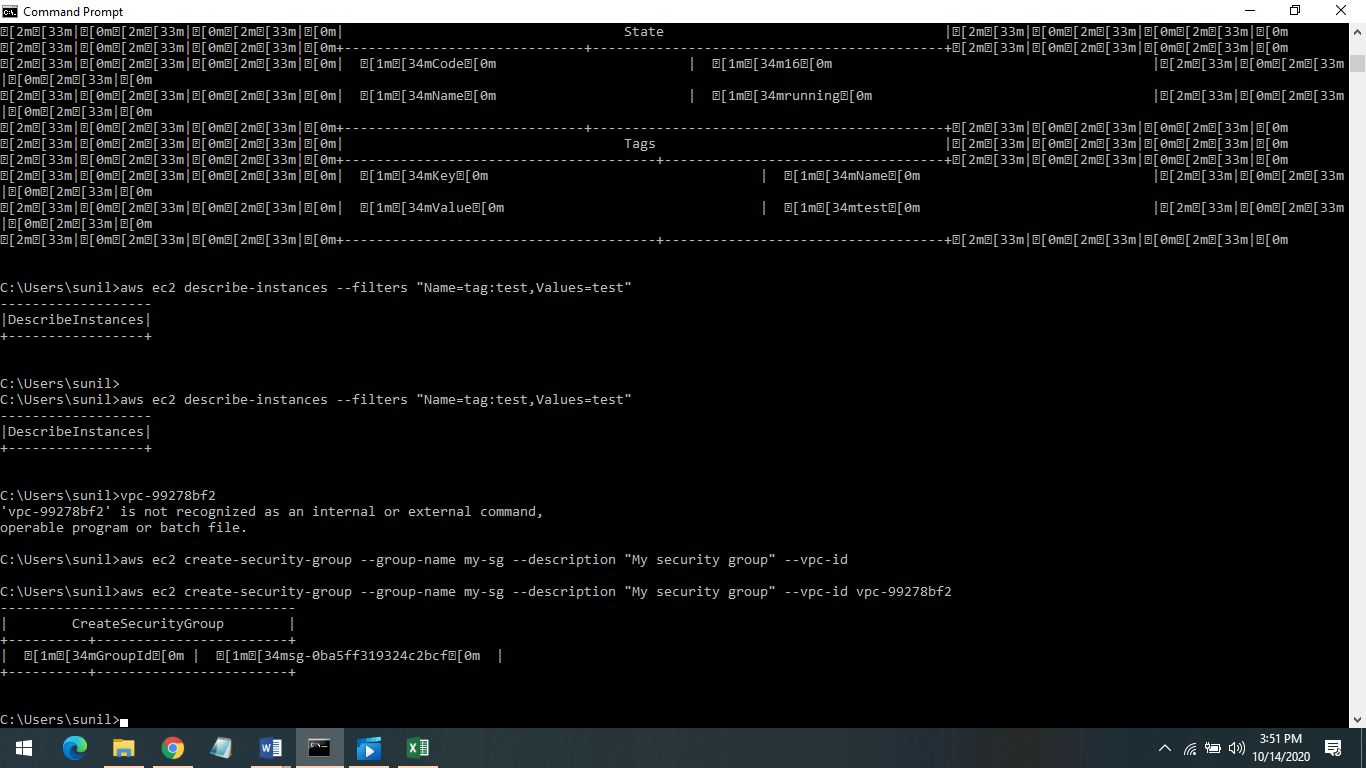 Command Prompt
⍰[2m⍰[33m|⍰[0m⍰[2m⍰[33m|⍰[0m⍰[2m⍰[33m|⍰[0m| State |⍰[2m⍰[33m|⍰[0m⍰[2m⍰[33m|⍰[0m⍰[2m⍰[33m|⍰[0m
⍰[2m⍰[33m|⍰[0m⍰[2m⍰[33m|⍰[0m⍰[2m⍰[33m|⍰[0m+------------------------------+--------------------------------------------+⍰[2m⍰[33m|⍰[0m⍰[2m⍰[33m|⍰[0m⍰[2m⍰[33m|⍰[0m
⍰[2m⍰[33m|⍰[0m⍰[2m⍰[33m|⍰[0m⍰[2m⍰[33m|⍰[0m| ⍰[1m⍰[34mCode⍰[0m | ⍰[1m⍰[34m16⍰[0m |⍰[2m⍰[33m|⍰[0m⍰[2m⍰[33m
|⍰[0m⍰[2m⍰[33m|⍰[0m
⍰[2m⍰[33m|⍰[0m⍰[2m⍰[33m|⍰[0m⍰[2m⍰[33m|⍰[0m| ⍰[1m⍰[34mName⍰[0m | ⍰[1m⍰[34mrunning⍰[0m |⍰[2m⍰[33m|⍰[0m⍰[2m⍰[33m
|⍰[0m⍰[2m⍰[33m|⍰[0m
⍰[2m⍰[33m|⍰[0m⍰[2m⍰[33m|⍰[0m⍰[2m⍰[33m|⍰[0m+------------------------------+--------------------------------------------+⍰[2m⍰[33m|⍰[0m⍰[2m⍰[33m|⍰[0m⍰[2m⍰[33m|⍰[0m
⍰[2m⍰[33m|⍰[0m⍰[2m⍰[33m|⍰[0m⍰[2m⍰[33m|⍰[0m| Tags |⍰[2m⍰[33m|⍰[0m⍰[2m⍰[33m|⍰[0m⍰[2m⍰[33m|⍰[0m
⍰[2m⍰[33m|⍰[0m⍰[2m⍰[33m|⍰[0m⍰[2m⍰[33m|⍰[0m+---------------------------------------+-----------------------------------+⍰[2m⍰[33m|⍰[0m⍰[2m⍰[33m|⍰[0m⍰[2m⍰[33m|⍰[0m
⍰[2m⍰[33m|⍰[0m⍰[2m⍰[33m|⍰[0m⍰[2m⍰[33m|⍰[0m| ⍰[1m⍰[34mKey⍰[0m | ⍰[1m⍰[34mName⍰[0m |⍰[2m⍰[33m|⍰[0m⍰[2m⍰[33m
|⍰[0m⍰[2m⍰[33m|⍰[0m
⍰[2m⍰[33m|⍰[0m⍰[2m⍰[33m|⍰[0m⍰[2m⍰[33m|⍰[0m| ⍰[1m⍰[34mValue⍰[0m | ⍰[1m⍰[34mtest⍰[0m |⍰[2m⍰[33m|⍰[0m⍰[2m⍰[33m
|⍰[0m⍰[2m⍰[33m|⍰[0m
⍰[2m⍰[33m|⍰[0m⍰[2m⍰[33m|⍰[0m⍰[2m⍰[33m|⍰[0m+---------------------------------------+-----------------------------------+⍰[2m⍰[33m|⍰[0m⍰[2m⍰[33m|⍰[0m⍰[2m⍰[33m|⍰[0m
C:\Users\sunil>aws ec2 describe-instances --filters "Name=tag:test,Values=test"
-------------------
|DescribeInstances|
+-----------------+
C:\Users\sunil>
C:\Users\sunil>aws ec2 describe-instances --filters "Name=tag:test,Values=test"
-------------------
|DescribeInstances|
+-----------------+
C:\Users\sunil>vpc-99278bf2
'vpc-99278bf2' is not recognized as an internal or external command,
operable program or batch file.
C:\Users\sunil>aws ec2 create-security-group --group-name my-sg --description "My security group" --vpc-id
C:\Users\sunil>aws ec2 create-security-group --group-name my-sg --description "My security group" --vpc-id vpc-99278bf2
-------------------------------------
| CreateSecurityGroup |
+----------+------------------------+
| ⍰[1m⍰[34mGroupId⍰[0m | ⍰[1m⍰[34msg-0ba5ff319324c2bcf⍰[0m |
+----------+------------------------+
C:\Users\sunil>
3:51 PM
10/14/2020